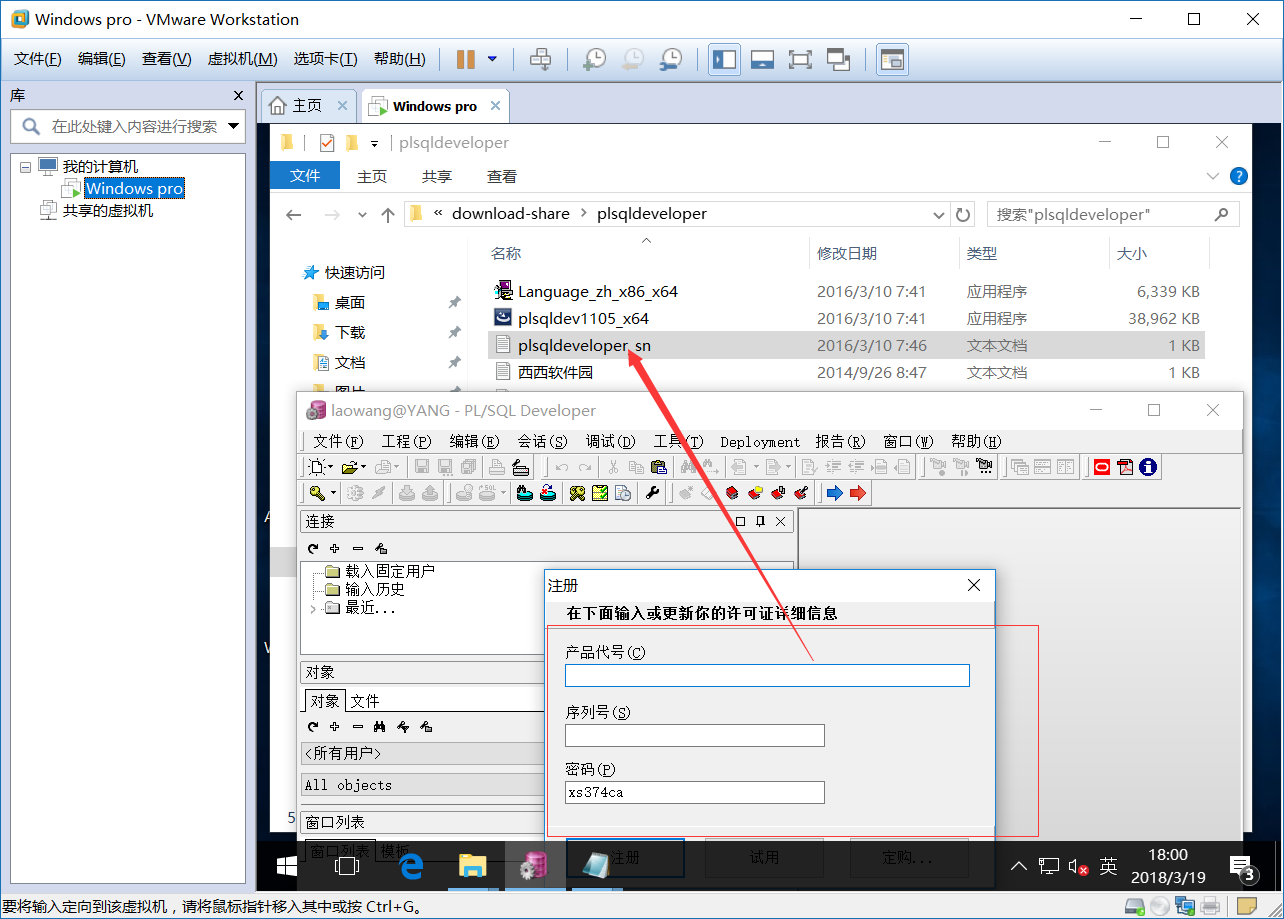 Windows pro - VMware Workstation
文件(F) 编辑(E) 查看(V) 虚拟机(M) 选项卡(T) 帮助(H)
库
在此处键入内容进行搜索
我的计算机
Windows pro
共享的虚拟机
主页
Windows pro
plsqldeveloper
文件 主页 共享 查看
« download-share › plsqldeveloper
搜索"plsqldeveloper"
名称 修改日期 类型 大小
快速访问
桌面
下载
文档
图片
Language_zh_x86_x64 2016/3/10 7:41 应用程序 6,339 KB
plsqldev1105_x64 2016/3/10 7:41 应用程序 38,962 KB
plsqldeveloper_sn 2016/3/10 7:46 文本文档 1 KB
西西软件园 2014/9/26 8:47 文本文档 1 KB
laowang@YANG - PL/SQL Developer
文件(F) 工程(P) 编辑(E) 会话(S) 调试(D) 工具(T) Deployment 报告(R) 窗口(W) 帮助(H)
连接
载入固定用户
输入历史
最近...
对象
对象 文件
<所有用户>
All objects
窗口列表
窗口列表 模板
5
注册
在下面输入或更新你的许可证详细信息
产品代号(C)
序列号(S)
密码(P)
xs374ca
注册 试用 定购...
英
18:00
2018/3/19
3
要将输入定向到该虚拟机，请将鼠标指针移入其中或按 Ctrl+G。